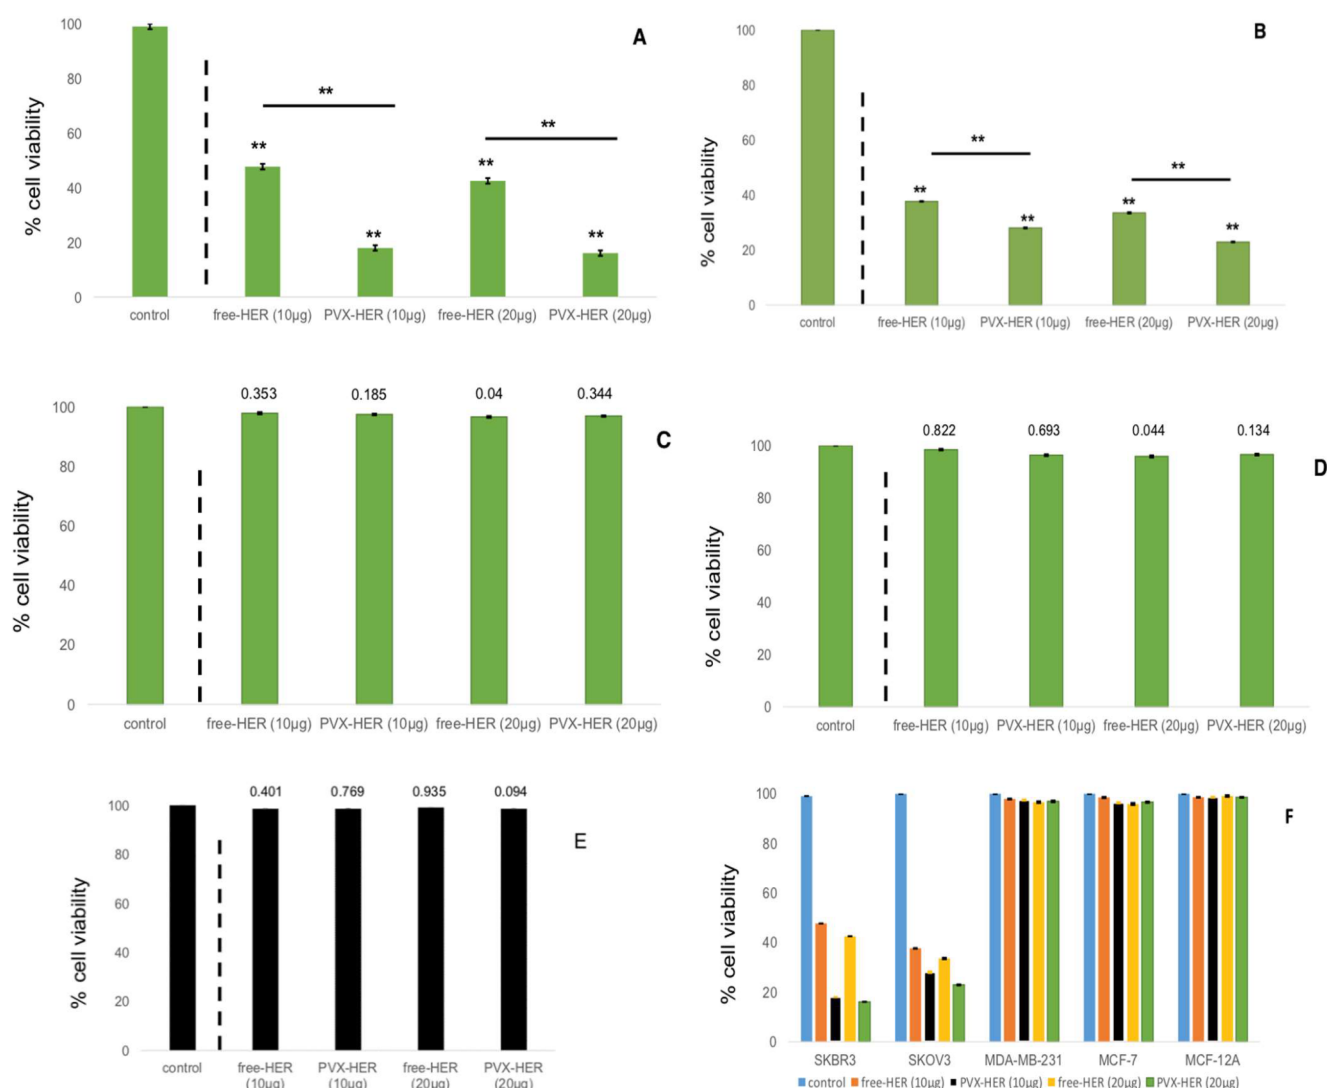 A
% cell viability
100
80
60
40
20
0
**
**
**
**
**
**
control
free-HER (10µg)
PVX-HER (10µg)
free-HER (20µg)
PVX-HER (20µg)
B
% cell viability
100
80
60
40
20
0
**
**
**
**
**
**
control
free-HER (10µg)
PVX-HER (10µg)
free-HER (20µg)
PVX-HER (20µg)
C
% cell viability
100
80
60
40
20
0
0.353
0.185
0.04
0.344
control
free-HER (10µg)
PVX-HER (10µg)
free-HER (20µg)
PVX-HER (20µg)
D
% cell viability
100
80
60
40
20
0
0.822
0.693
0.044
0.134
control
free-HER (10µg)
PVX-HER (10µg)
free-HER (20µg)
PVX-HER (20µg)
E
% cell viability
100
80
60
40
20
0
0.401
0.769
0.935
0.094
control
free-HER
(10µg)
PVX-HER
(10µg)
free-HER
(20µg)
PVX-HER
(20µg)
F
% cell viability
100
80
60
40
20
0
SKBR3
SKOV3
MDA-MB-231
MCF-7
MCF-12A
control
free-HER (10µg)
PVX-HER (10µg)
free-HER (20µg)
PVX-HER (20µg)